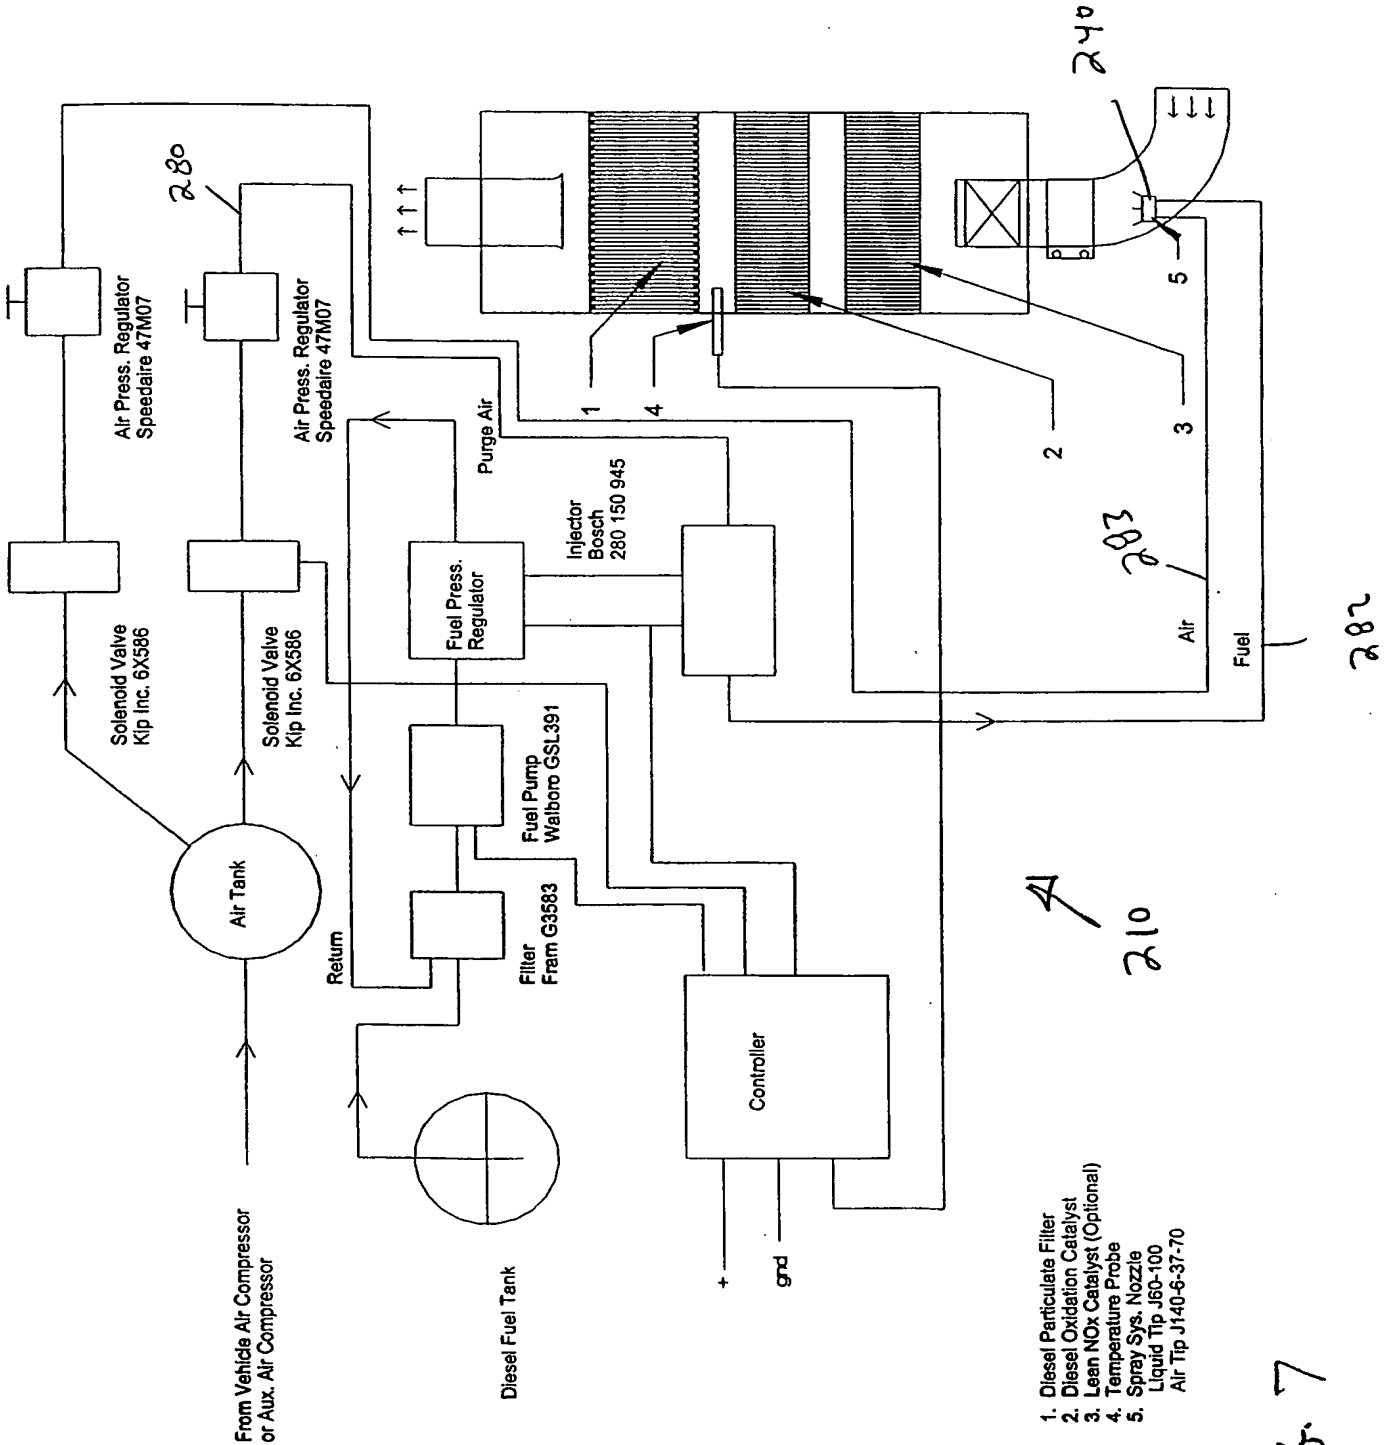 From Vehicle Air Compressor
or Aux. Air Compressor
Air Tank
Solenoid Valve
Kip Inc. 6X586
Solenoid Valve
Kip Inc. 6X586
Air Press. Regulator
Speedaire 47M07
Air Press. Regulator
Speedaire 47M07
280
Return
Diesel Fuel Tank
Filter
Fram G3583
Fuel Pump
Walboro GSL391
Fuel Press.
Regulator
Purge Air
Injector
Bosch
280 150 945
Controller
+
gnd
1
4
2
3
5
240
Air
283
Fuel
282
210
1. Diesel Particulate Filter
2. Diesel Oxidation Catalyst
3. Lean NOx Catalyst (Optional)
4. Temperature Probe
5. Spray Sys. Nozzle
Liquid Tip J60-100
Air Tip J140-6-37-70
7